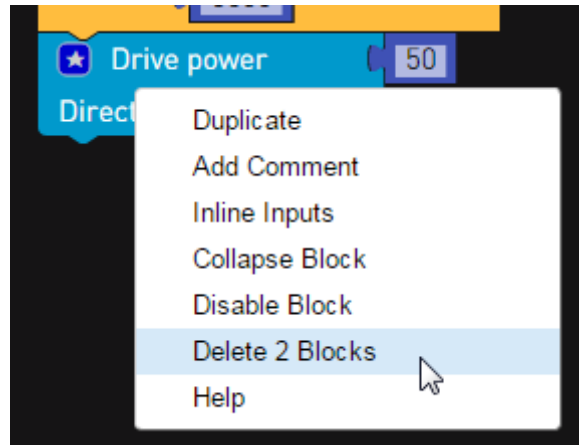 Drive power 50
Direct
Duplicate
Add Comment
Inline Inputs
Collapse Block
Disable Block
Delete 2 Blocks
Help